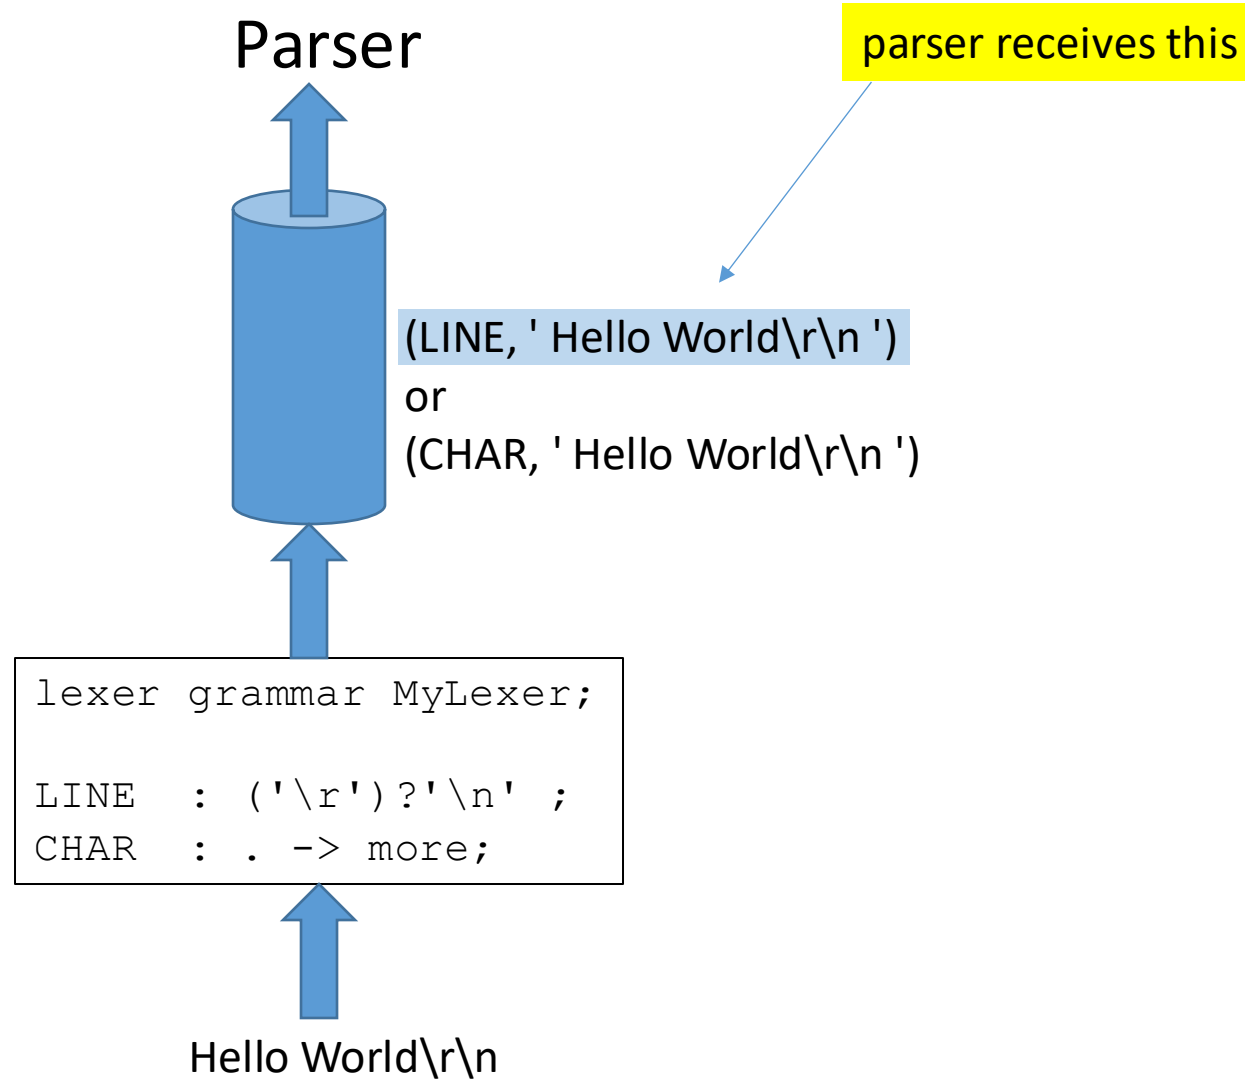 Parser
parser receives this
(LINE, ' Hello World\r\n ')
or
(CHAR, ' Hello World\r\n ')
lexer grammar MyLexer;
LINE : ('\r')?'\n' ;
CHAR : . -> more;
Hello World\r\n